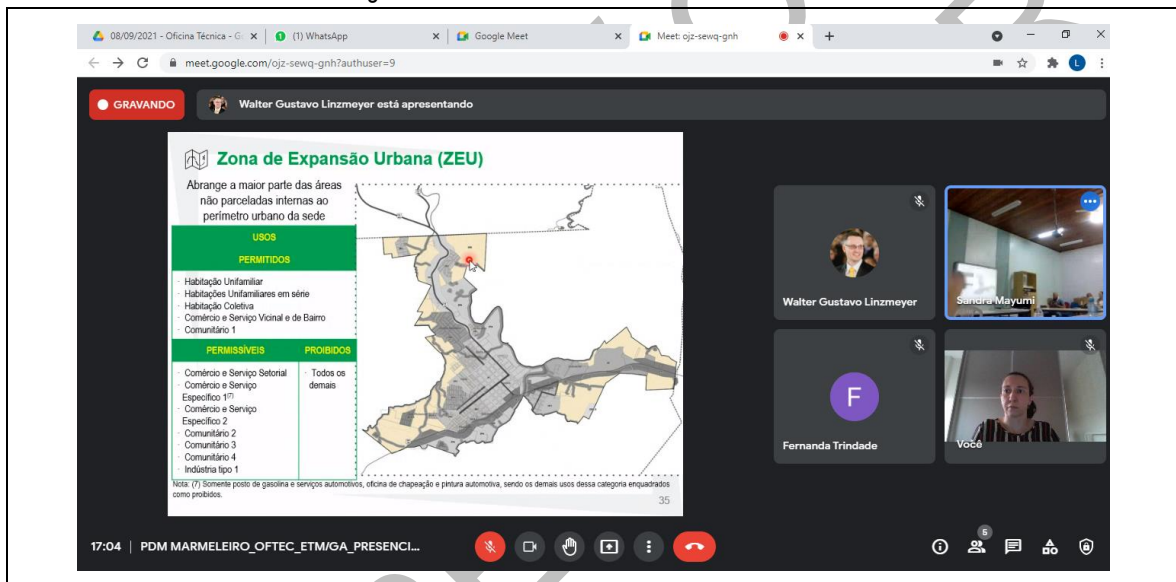 08/09/2021 - Oficina Técnica - G
(1) WhatsApp
Google Meet
Meet: ojz-sewq-gnh
meet.google.com/ojz-sewq-gnh?authuser=9
L
GRAVANDO
Walter Gustavo Linzmeyer está apresentando
Zona de Expansão Urbana (ZEU)
Abrange a maior parte das áreas
não parceladas internas ao
perímetro urbano da sede
USOS
PERMITIDOS
· Habitação Unifamiliar
· Habitações Unifamiliares em série
· Habitação Coletiva
· Comércio e Serviço Vicinal e de Bairro
· Comunitário 1
PERMISSÍVEIS
PROIBIDOS
· Comércio e Serviço Setorial
· Comércio e Serviço
Específico 1(7)
· Comércio e Serviço
Específico 2
· Comunitário 2
· Comunitário 3
· Comunitário 4
· Indústria tipo 1
· Todos os
demais
Nota: (7) Somente posto de gasolina e serviços automotivos, oficina de chapeação e pintura automotiva, sendo os demais usos dessa categoria enquadrados
como proibidos.
35
Walter Gustavo Linzmeyer
Sandra Mayumi
F
Fernanda Trindade
Você
17:04 | PDM MARMELEIRO_OFTEC_ETM/GA_PRESENCI...
5